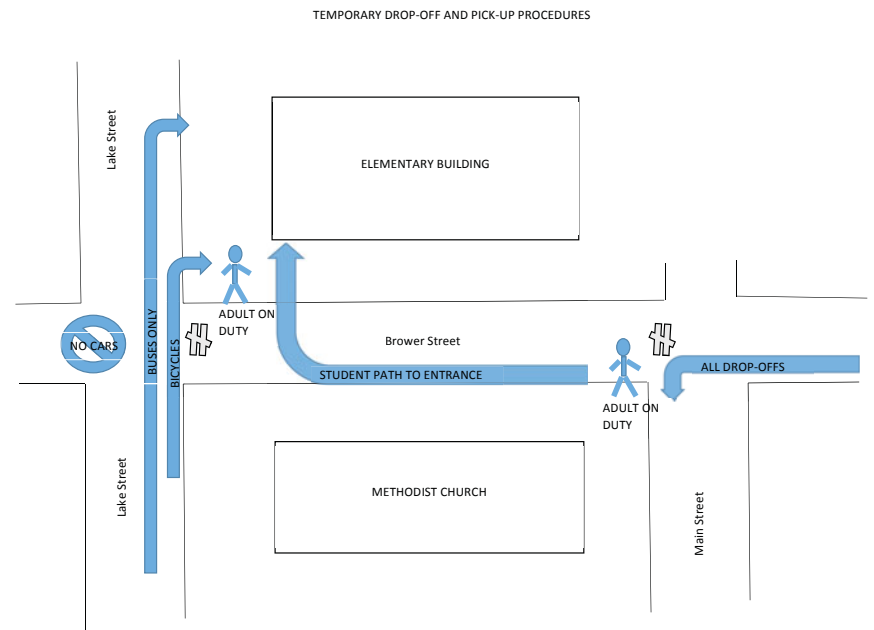 TEMPORARY DROP-OFF AND PICK-UP PROCEDURES
Lake Street
ELEMENTARY BUILDING
ADULT ON
DUTY
NO CARS
BUSES ONLY
BICYCLES
Brower Street
STUDENT PATH TO ENTRANCE
ALL DROP-OFFS
ADULT ON
DUTY
Lake Street
METHODIST CHURCH
Main Street